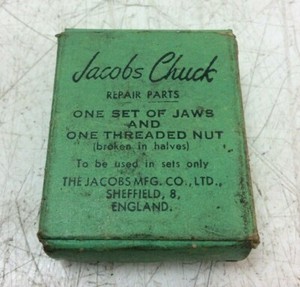 Jacobs Chuck
REPAIR PARTS
ONE SET OF JAWS
AND
ONE THREADED NUT
(broken in halves)
To be used in sets only
THE JACOBS MFG. CO., LTD.,
SHEFFIELD, 8,
ENGLAND.